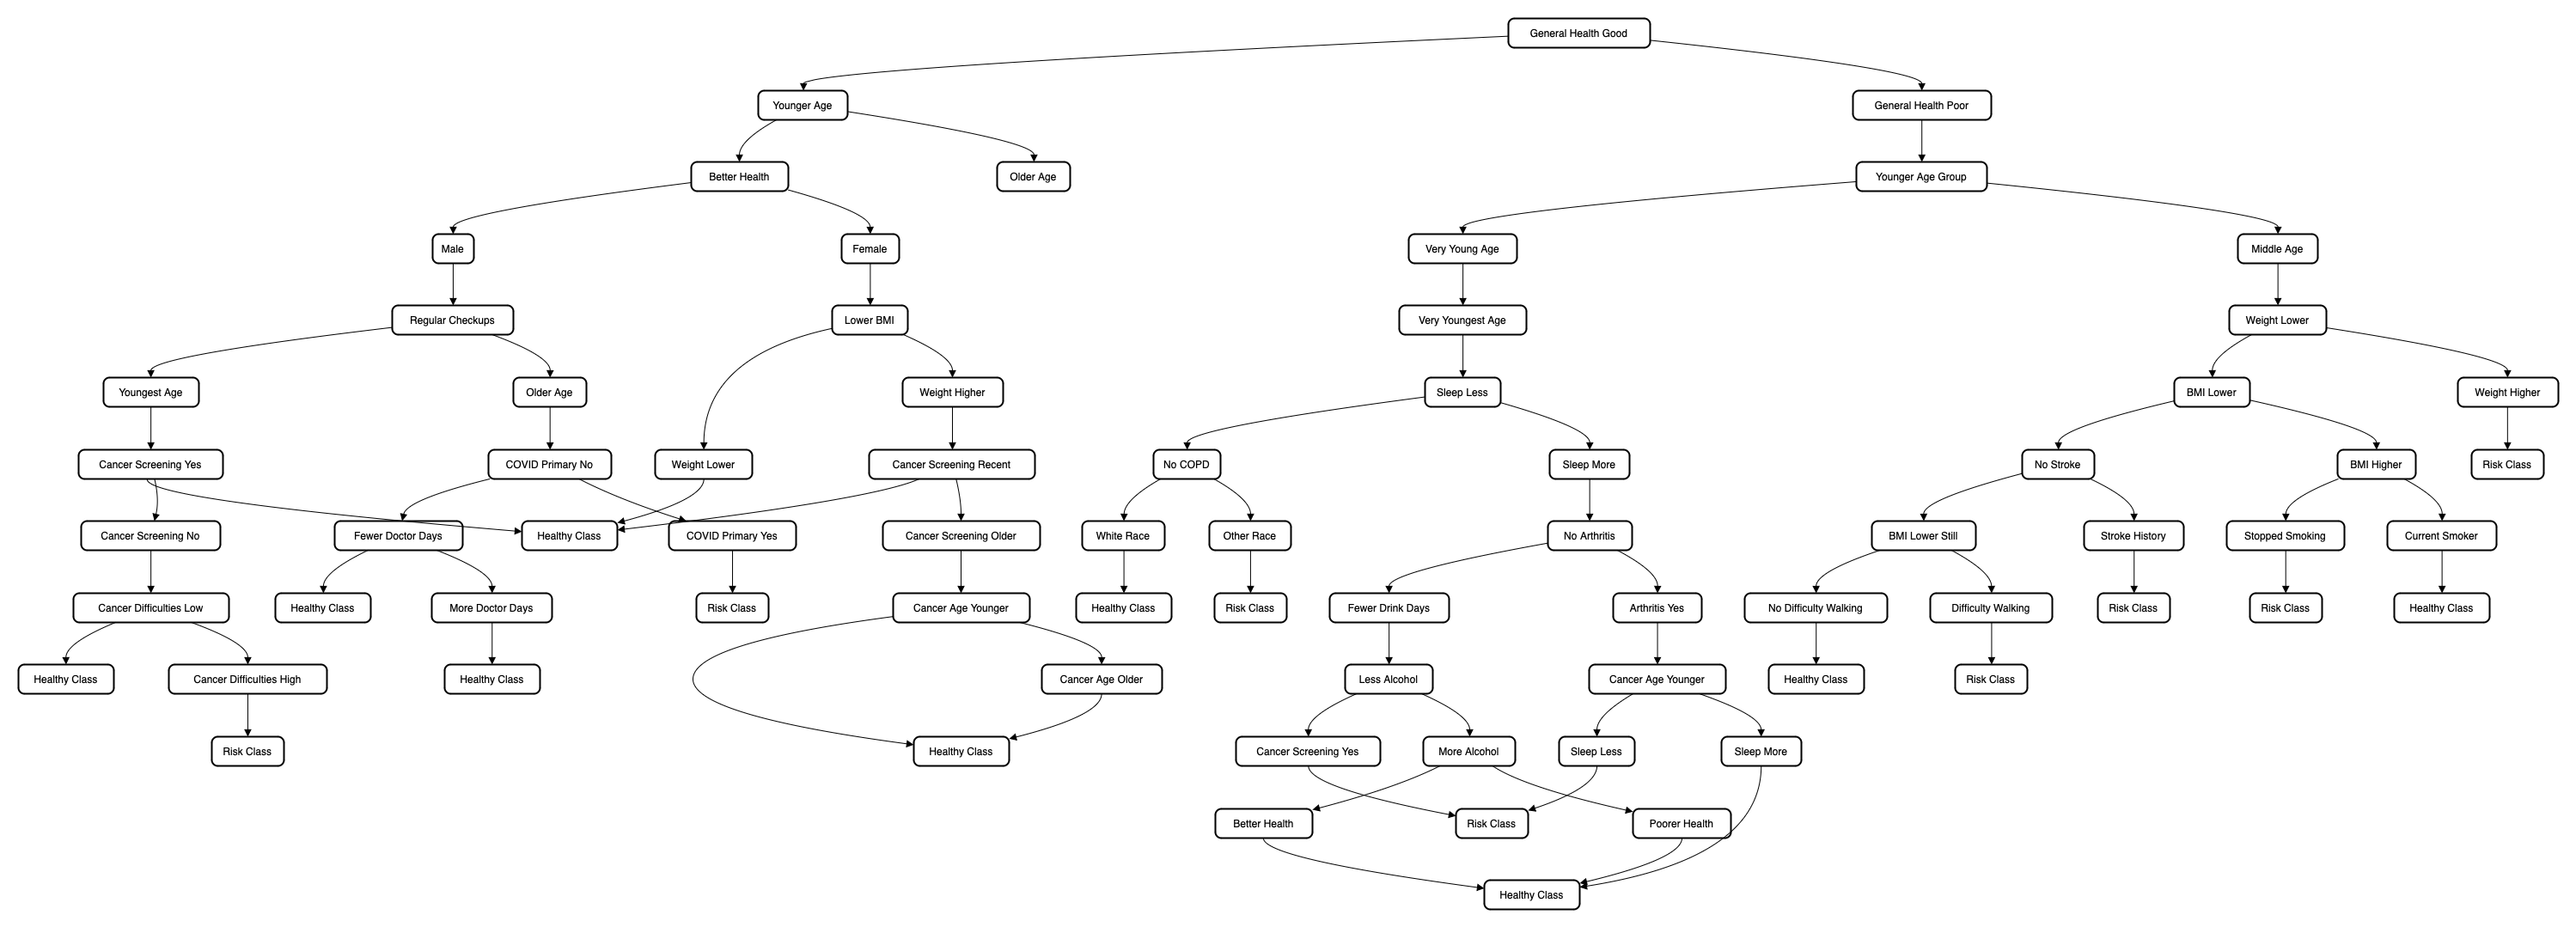 General Health Good
Younger Age
General Health Poor
Better Health
Older Age
Younger Age Group
Male
Female
Very Young Age
Middle Age
Regular Checkups
Lower BMI
Very Youngest Age
Weight Lower
Youngest Age
Older Age
Weight Higher
Sleep Less
BMI Lower
Weight Higher
Cancer Screening Yes
COVID Primary No
Weight Lower
Cancer Screening Recent
No COPD
Sleep More
No Stroke
BMI Higher
Risk Class
Cancer Screening No
Fewer Doctor Days
Healthy Class
COVID Primary Yes
Cancer Screening Older
White Race
Other Race
No Arthritis
BMI Lower Still
Stroke History
Stopped Smoking
Current Smoker
Cancer Difficulties Low
Healthy Class
More Doctor Days
Risk Class
Cancer Age Younger
Healthy Class
Risk Class
Fewer Drink Days
Arthritis Yes
No Difficulty Walking
Difficulty Walking
Risk Class
Risk Class
Healthy Class
Healthy Class
Cancer Difficulties High
Healthy Class
Cancer Age Older
Less Alcohol
Cancer Age Younger
Healthy Class
Risk Class
Risk Class
Healthy Class
Cancer Screening Yes
More Alcohol
Sleep Less
Sleep More
Better Health
Risk Class
Poorer Health
Healthy Class